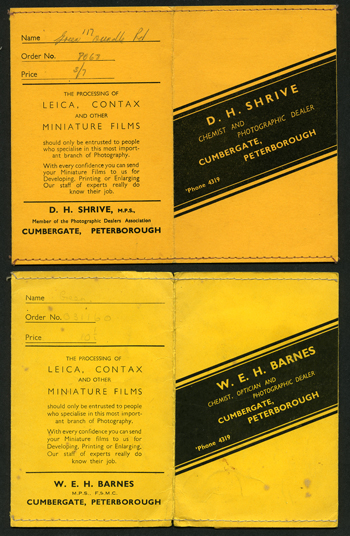 Name
Order No. 8068
Price 3/7
THE PROCESSING OF
LEICA, CONTAX
AND OTHER
MINIATURE FILMS
should only be entrusted to people
who specialise in this most import-
ant branch of Photography.
With every confidence you can send
your Miniature Films to us for
Developing, Printing or Enlarging
Our staff of experts really do
know their job.
D. H. SHRIVE, M.P.S.,
Member of the Photographic Dealers Association
CUMBERGATE, PETERBOROUGH
D. H. SHRIVE
CHEMIST AND
PHOTOGRAPHIC DEALER
CUMBERGATE,
PETERBOROUGH
'Phone 4319
Name
Order No.
Price
THE PROCESSING OF
LEICA, CONTAX
AND OTHER
MINIATURE FILMS
should only be entrusted to people
who specialise in this most import-
ant branch of Photography.
With every confidence you can send
your Miniature films to us for
Developing, Printing or Enlarging.
Our staff of experts really do
know their job.
W. E. H. BARNES
M.P.S., F.S.M.C.
CUMBERGATE, PETERBOROUGH
W. E. H. BARNES
CHEMIST, OPTICIAN AND
PHOTOGRAPHIC DEALER
CUMBERGATE,
PETERBOROUGH
'Phone 4319